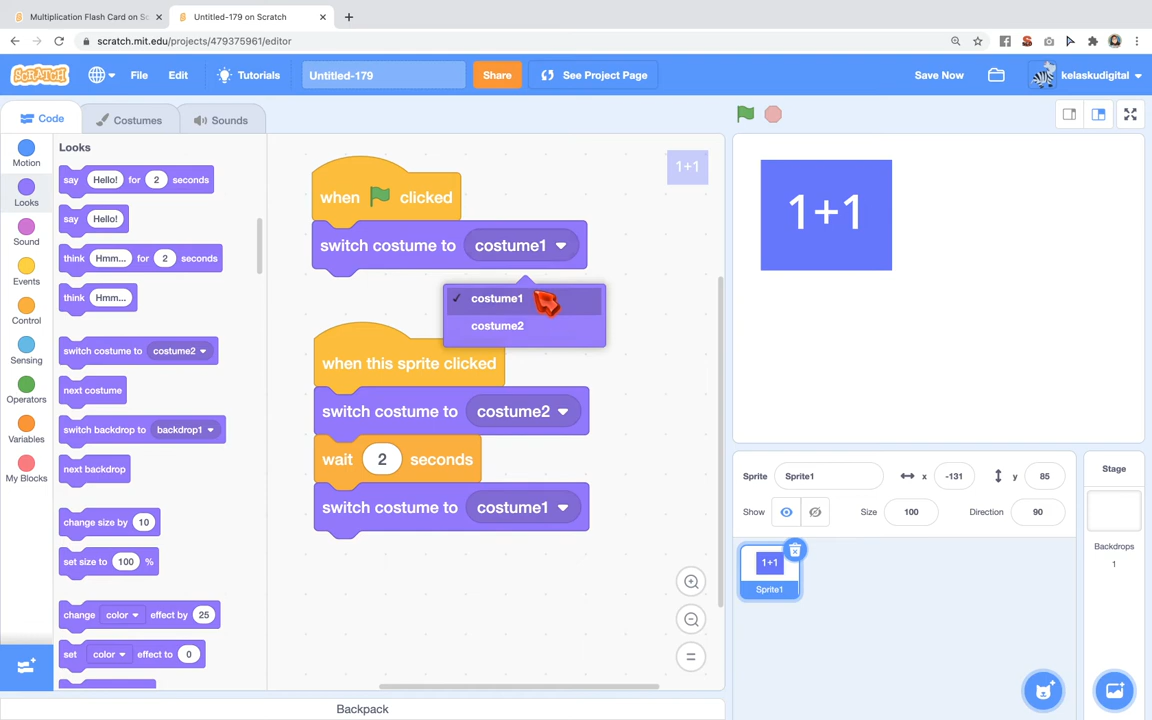 Multiplication Flash Card on Sc
Untitled-179 on Scratch
scratch.mit.edu/projects/479375961/editor
SCRATCH
File
Edit
Tutorials
Untitled-179
Share
See Project Page
Save Now
kelaskudigital
Code
Costumes
Sounds
Motion
Looks
Sound
Events
Control
Sensing
Operators
Variables
My Blocks
Looks
say Hello! for 2 seconds
say Hello!
think Hmm... for 2 seconds
think Hmm...
switch costume to costume2
next costume
switch backdrop to backdrop1
next backdrop
change size by 10
set size to 100 %
change color effect by 25
set color effect to 0
when clicked
switch costume to costume1
costume1
costume2
when this sprite clicked
switch costume to costume2
wait 2 seconds
switch costume to costume1
1+1
1+1
Sprite Sprite1 x -131 y 85
Show Size 100 Direction 90
1+1
Sprite1
Stage
Backdrops
1
Backpack